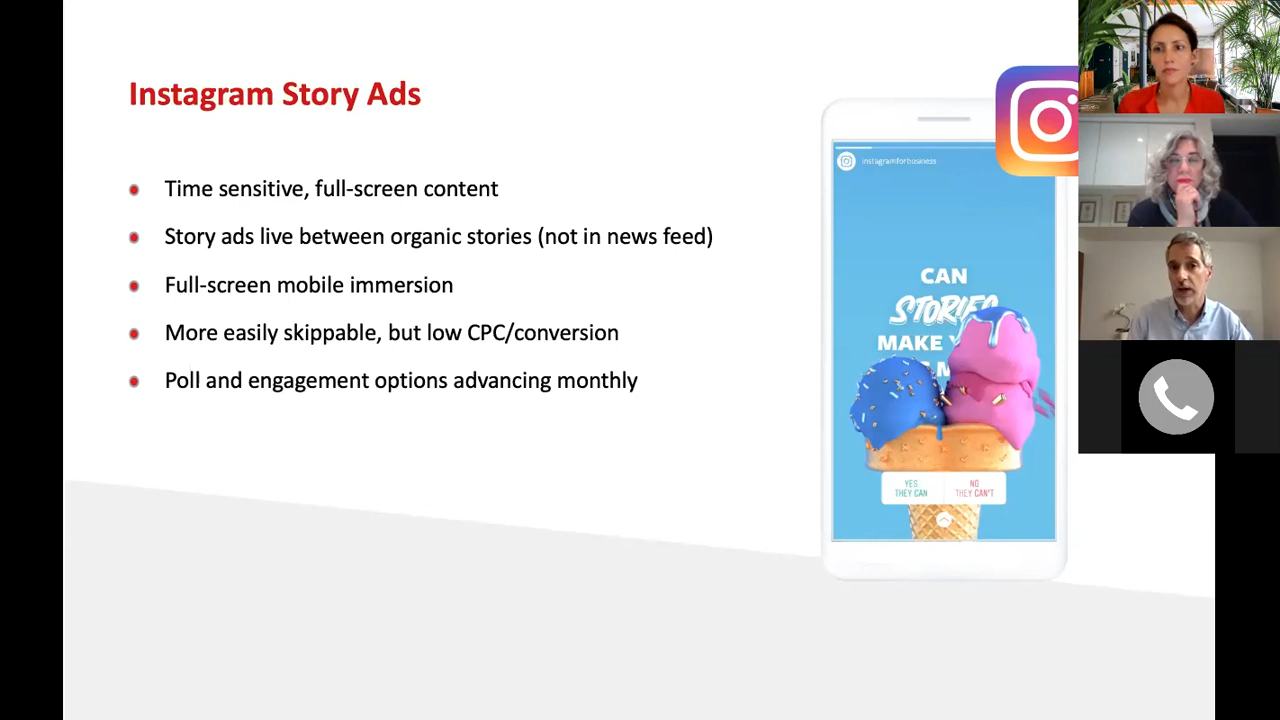 Instagram Story Ads
Time sensitive, full-screen content
Story ads live between organic stories (not in news feed)
Full-screen mobile immersion
More easily skippable, but low CPC/conversion
Poll and engagement options advancing monthly
instagramforbusiness
CAN
STORIES
MAKE
YES
THEY CAN
NO
THEY CAN'T